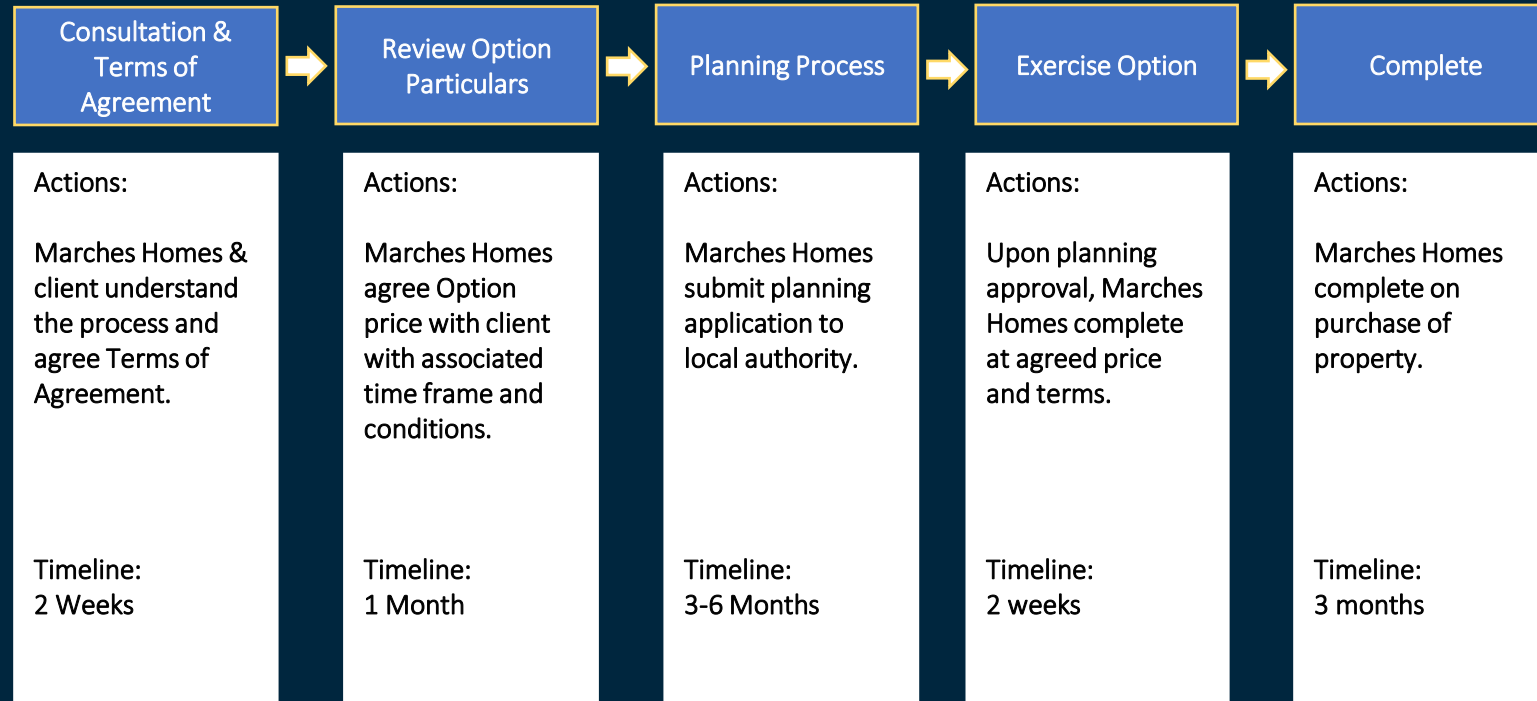 Consultation &
Terms of
Agreement
Review Option
Particulars
Planning Process
Exercise Option
Complete
Actions:
Marches Homes &
client understand
the process and
agree Terms of
Agreement.
Timeline:
2 Weeks
Actions:
Marches Homes
agree Option
price with client
with associated
time frame and
conditions.
Timeline:
1 Month
Actions:
Marches Homes
submit planning
application to
local authority.
Timeline:
3-6 Months
Actions:
Upon planning
approval, Marches
Homes complete
at agreed price
and terms.
Timeline:
2 weeks
Actions:
Marches Homes
complete on
purchase of
property.
Timeline:
3 months